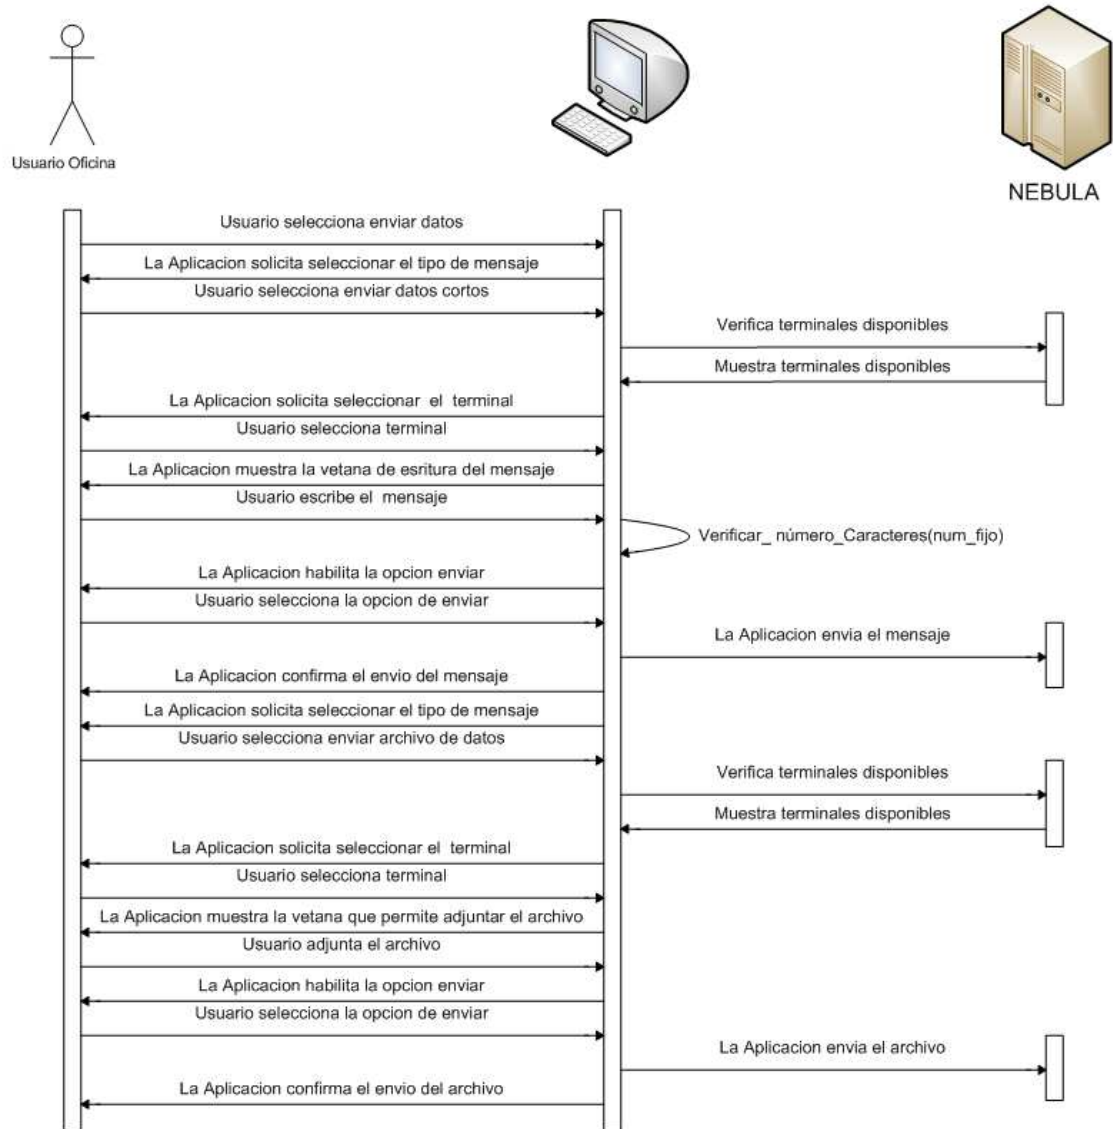 Usuario Oficina
NEBULA
Usuario selecciona enviar datos
La Aplicacion solicita seleccionar el tipo de mensaje
Usuario selecciona enviar datos cortos
Verifica terminales disponibles
Muestra terminales disponibles
La Aplicacion solicita seleccionar el terminal
Usuario selecciona terminal
La Aplicacion muestra la vetana de esritura del mensaje
Usuario escribe el mensaje
Verificar_ número_Caracteres(num_fijo)
La Aplicacion habilita la opcion enviar
Usuario selecciona la opcion de enviar
La Aplicacion envia el mensaje
La Aplicacion confirma el envio del mensaje
La Aplicacion solicita seleccionar el tipo de mensaje
Usuario selecciona enviar archivo de datos
Verifica terminales disponibles
Muestra terminales disponibles
La Aplicacion solicita seleccionar el terminal
Usuario selecciona terminal
La Aplicacion muestra la vetana que permite adjuntar el archivo
Usuario adjunta el archivo
La Aplicacion habilita la opcion enviar
Usuario selecciona la opcion de enviar
La Aplicacion envia el archivo
La Aplicacion confirma el envio del archivo